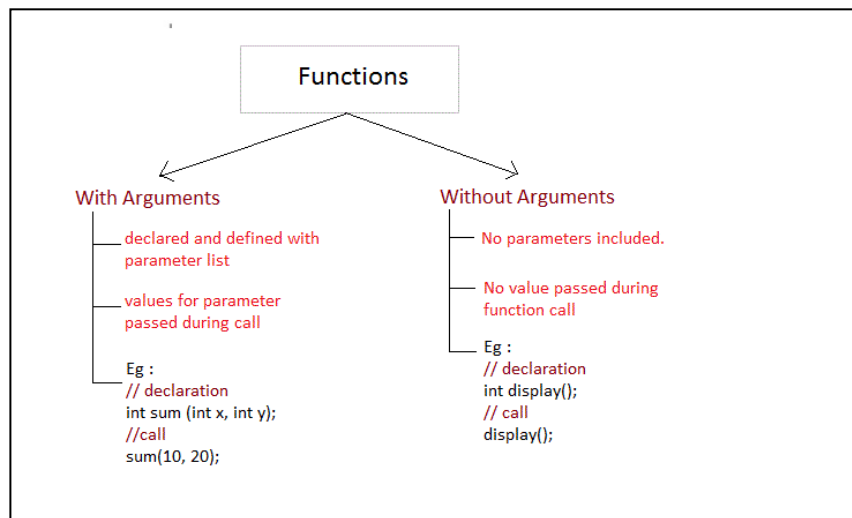 Functions
With Arguments
declared and defined with
parameter list
values for parameter
passed during call
Eg :
// declaration
int sum (int x, int y);
//call
sum(10, 20);
Without Arguments
No parameters included.
No value passed during
function call
Eg :
// declaration
int display();
// call
display();